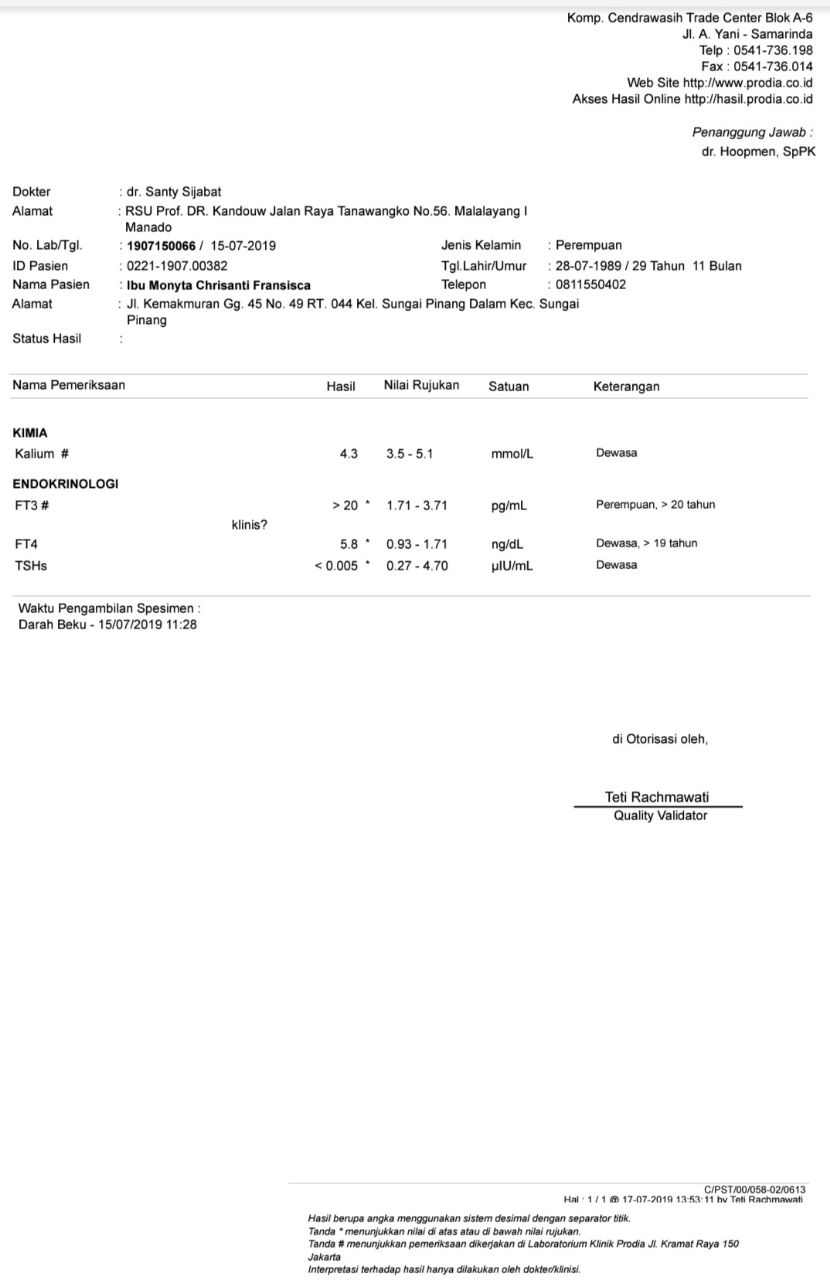 Komp. Cendrawasih Trade Center Blok A-6
Jl. A. Yani - Samarinda
Telp : 0541-736.198
Fax : 0541-736.014
Web Site http://www.prodia.co.id
Akses Hasil Online http://hasil.prodia.co.id
Penanggung Jawab :
dr. Hoopmen, SpPK
Dokter : dr. Santy Sijabat
Alamat : RSU Prof. DR. Kandouw Jalan Raya Tanawangko No.56. Malalayang I
Manado
No. Lab/Tgl. : 1907150066 / 15-07-2019 Jenis Kelamin : Perempuan
ID Pasien : 0221-1907.00382 Tgl.Lahir/Umur : 28-07-1989 / 29 Tahun 11 Bulan
Nama Pasien : Ibu Monyta Chrisanti Fransisca Telepon : 0811550402
Alamat : Jl. Kemakmuran Gg. 45 No. 49 RT. 044 Kel. Sungai Pinang Dalam Kec. Sungai
Pinang
Status Hasil :
Nama Pemeriksaan Hasil Nilai Rujukan Satuan Keterangan
KIMIA
Kalium # 4.3 3.5 - 5.1 mmol/L Dewasa
ENDOKRINOLOGI
FT3 # > 20 * 1.71 - 3.71 pg/mL Perempuan, > 20 tahun
klinis?
FT4 5.8 * 0.93 - 1.71 ng/dL Dewasa, > 19 tahun
TSHs < 0.005 * 0.27 - 4.70 µIU/mL Dewasa
Waktu Pengambilan Spesimen :
Darah Beku - 15/07/2019 11:28
di Otorisasi oleh,
Teti Rachmawati
Quality Validator
C/PST/00/058-02/0613
Hal : 1 / 1 @ 17-07-2019 13:53:11 by Teti Rachmawati
Hasil berupa angka menggunakan sistem desimal dengan separator titik.
Tanda * menunjukkan nilai di atas atau di bawah nilai rujukan.
Tanda # menunjukkan pemeriksaan dikerjakan di Laboratorium Klinik Prodia Jl. Kramat Raya 150
Jakarta
Interpretasi terhadap hasil hanya dilakukan oleh dokter/klinisi.